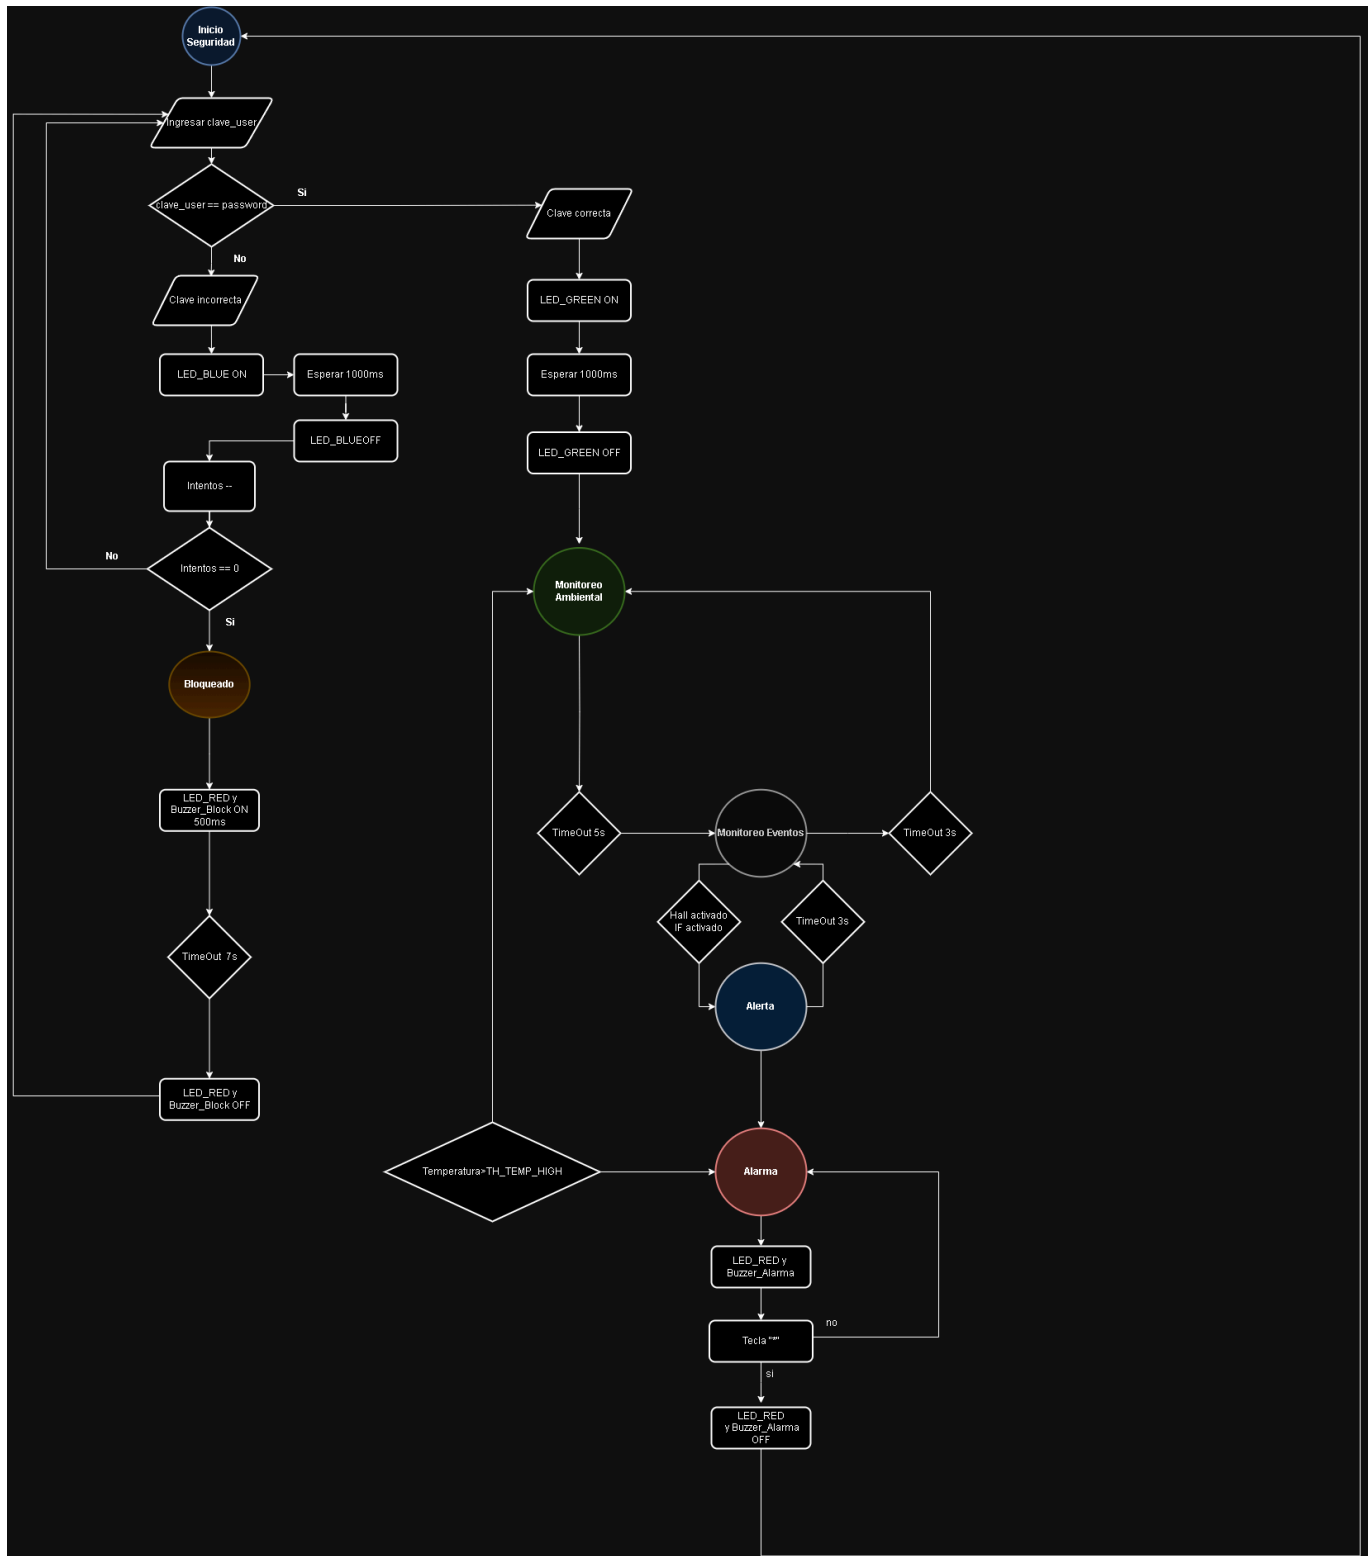 Inicio
Seguridad
Ingresar clave_user
clave_user == password
Si
Clave correcta
No
Clave incorrecta
LED_GREEN ON
LED_BLUE ON
Esperar 1000ms
Esperar 1000ms
LED_BLUEOFF
LED_GREEN OFF
Intentos --
No
Intentos == 0
Si
Monitoreo
Ambiental
Bloqueado
LED_RED y
Buzzer_Block ON
500ms
TimeOut 5s
Monitoreo Eventos
TimeOut 3s
Hall activado
IF activado
TimeOut 3s
TimeOut 7s
Alerta
LED_RED y
Buzzer_Block OFF
Temperatura>TH_TEMP_HIGH
Alarma
LED_RED y
Buzzer_Alarma
no
Tecla "*"
si
LED_RED
y Buzzer_Alarma
OFF